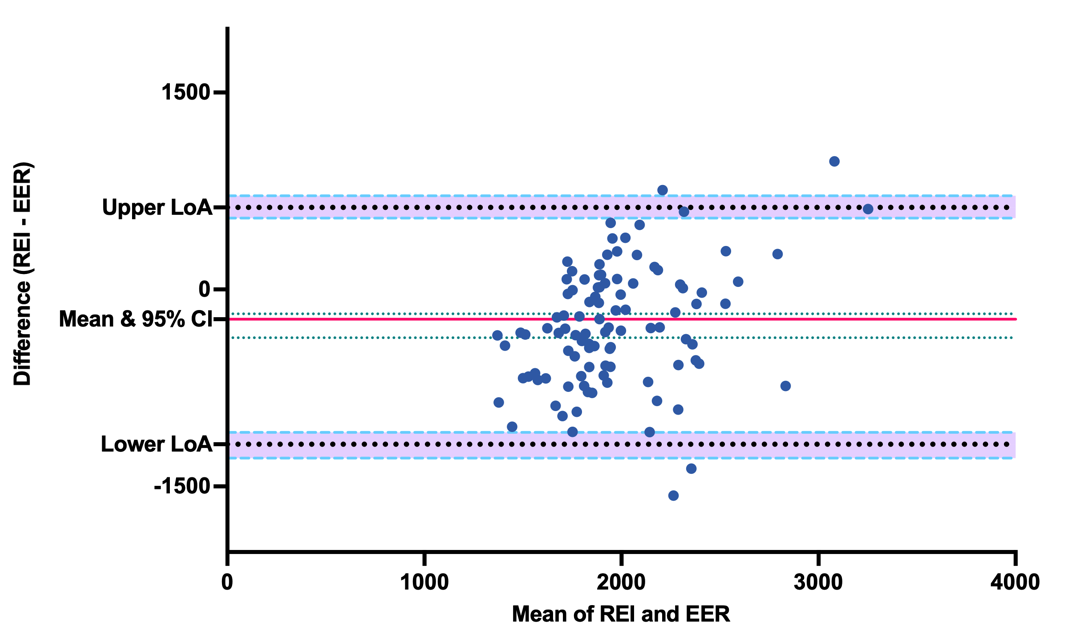 Difference (REI - EER)
1500
Upper LoA
0
Mean & 95% CI
Lower LoA
-1500
0 1000 2000 3000 4000
Mean of REI and EER